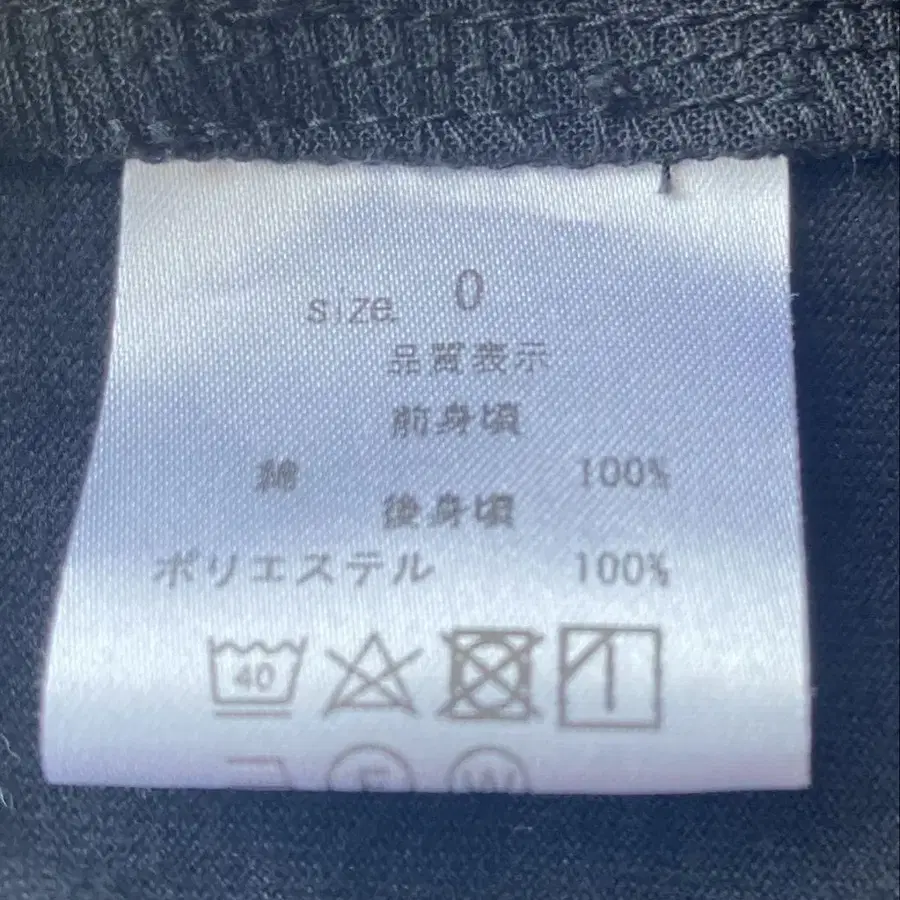 size. 0
品質表示
前身頃
綿 100%
後身頃
ポリエステル 100%
40
F W